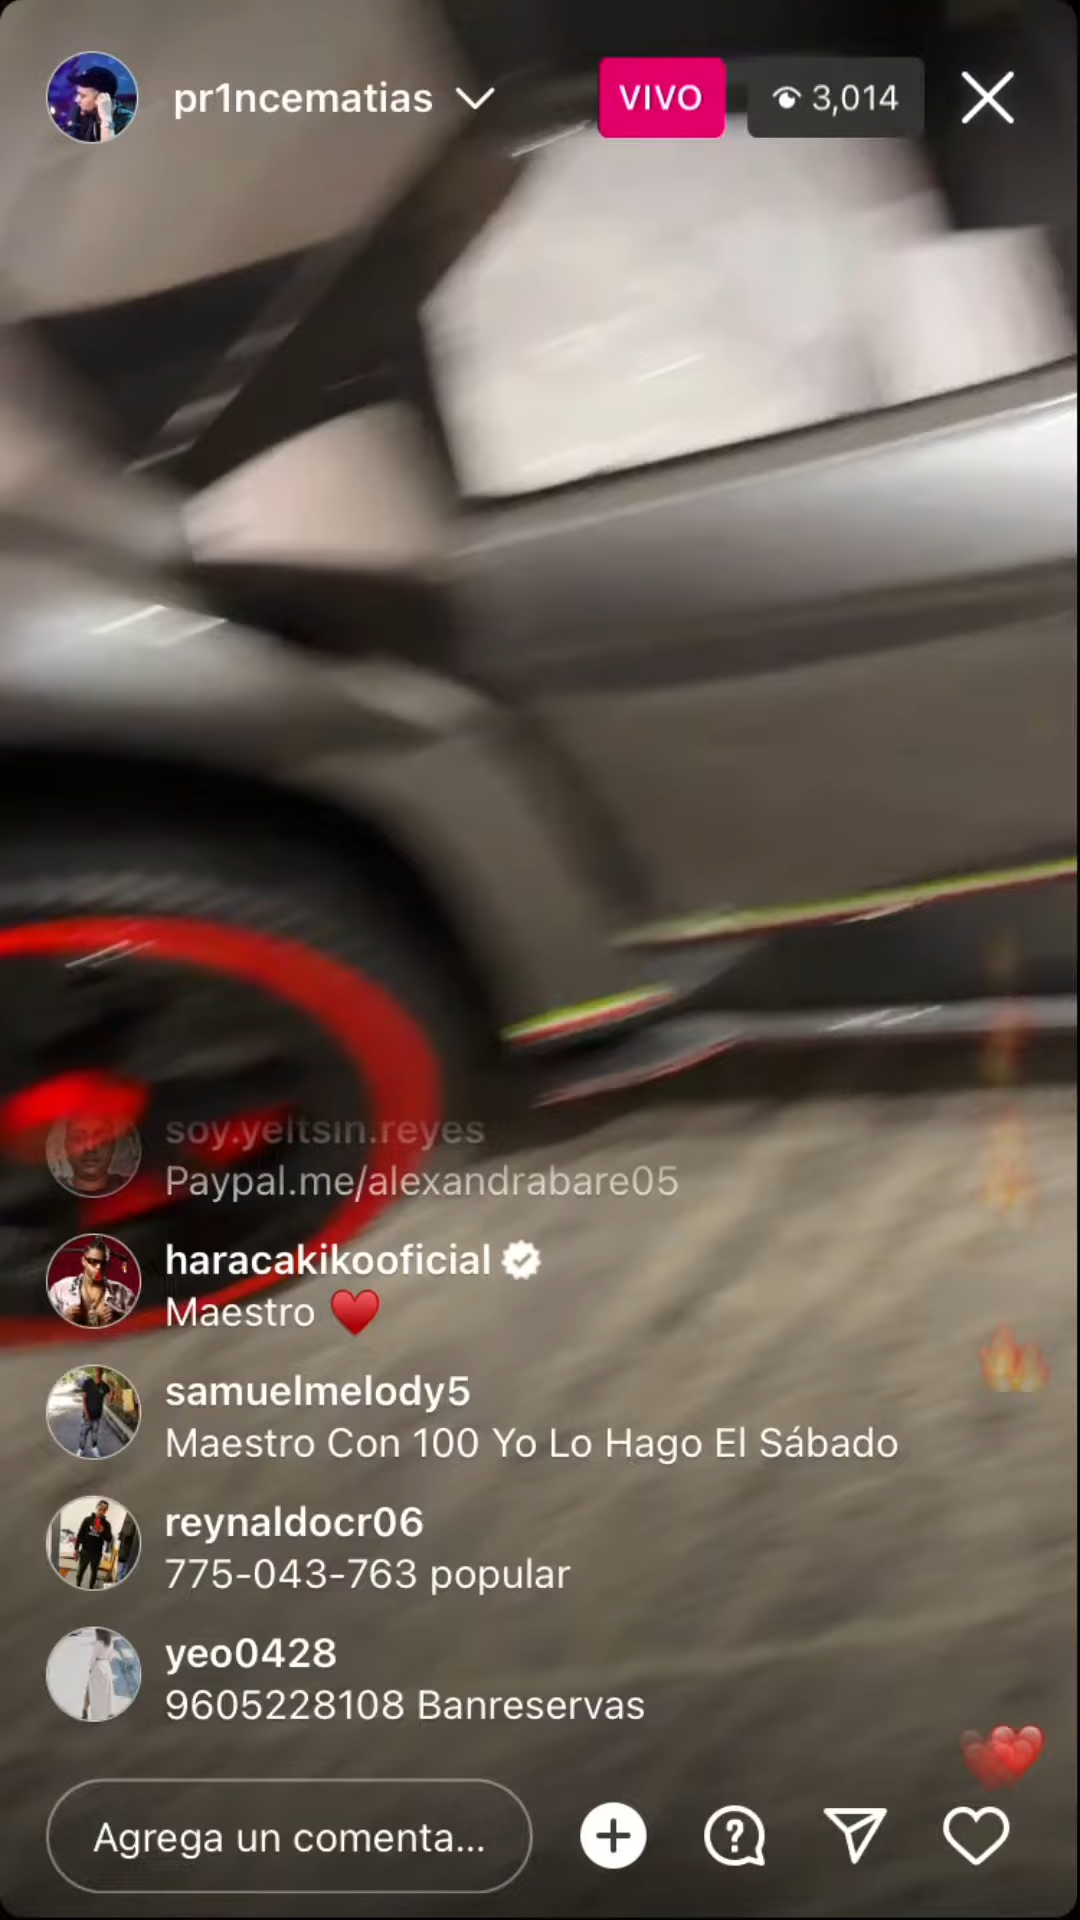 pr1ncematias
VIVO
3,014
soy.yeltsin.reyes
Paypal.me/alexandrabare05
haracakikooficial
Maestro
samuelmelody5
Maestro Con 100 Yo Lo Hago El Sábado
reynaldocr06
775-043-763 popular
yeo0428
9605228108 Banreservas
Agrega un comenta...